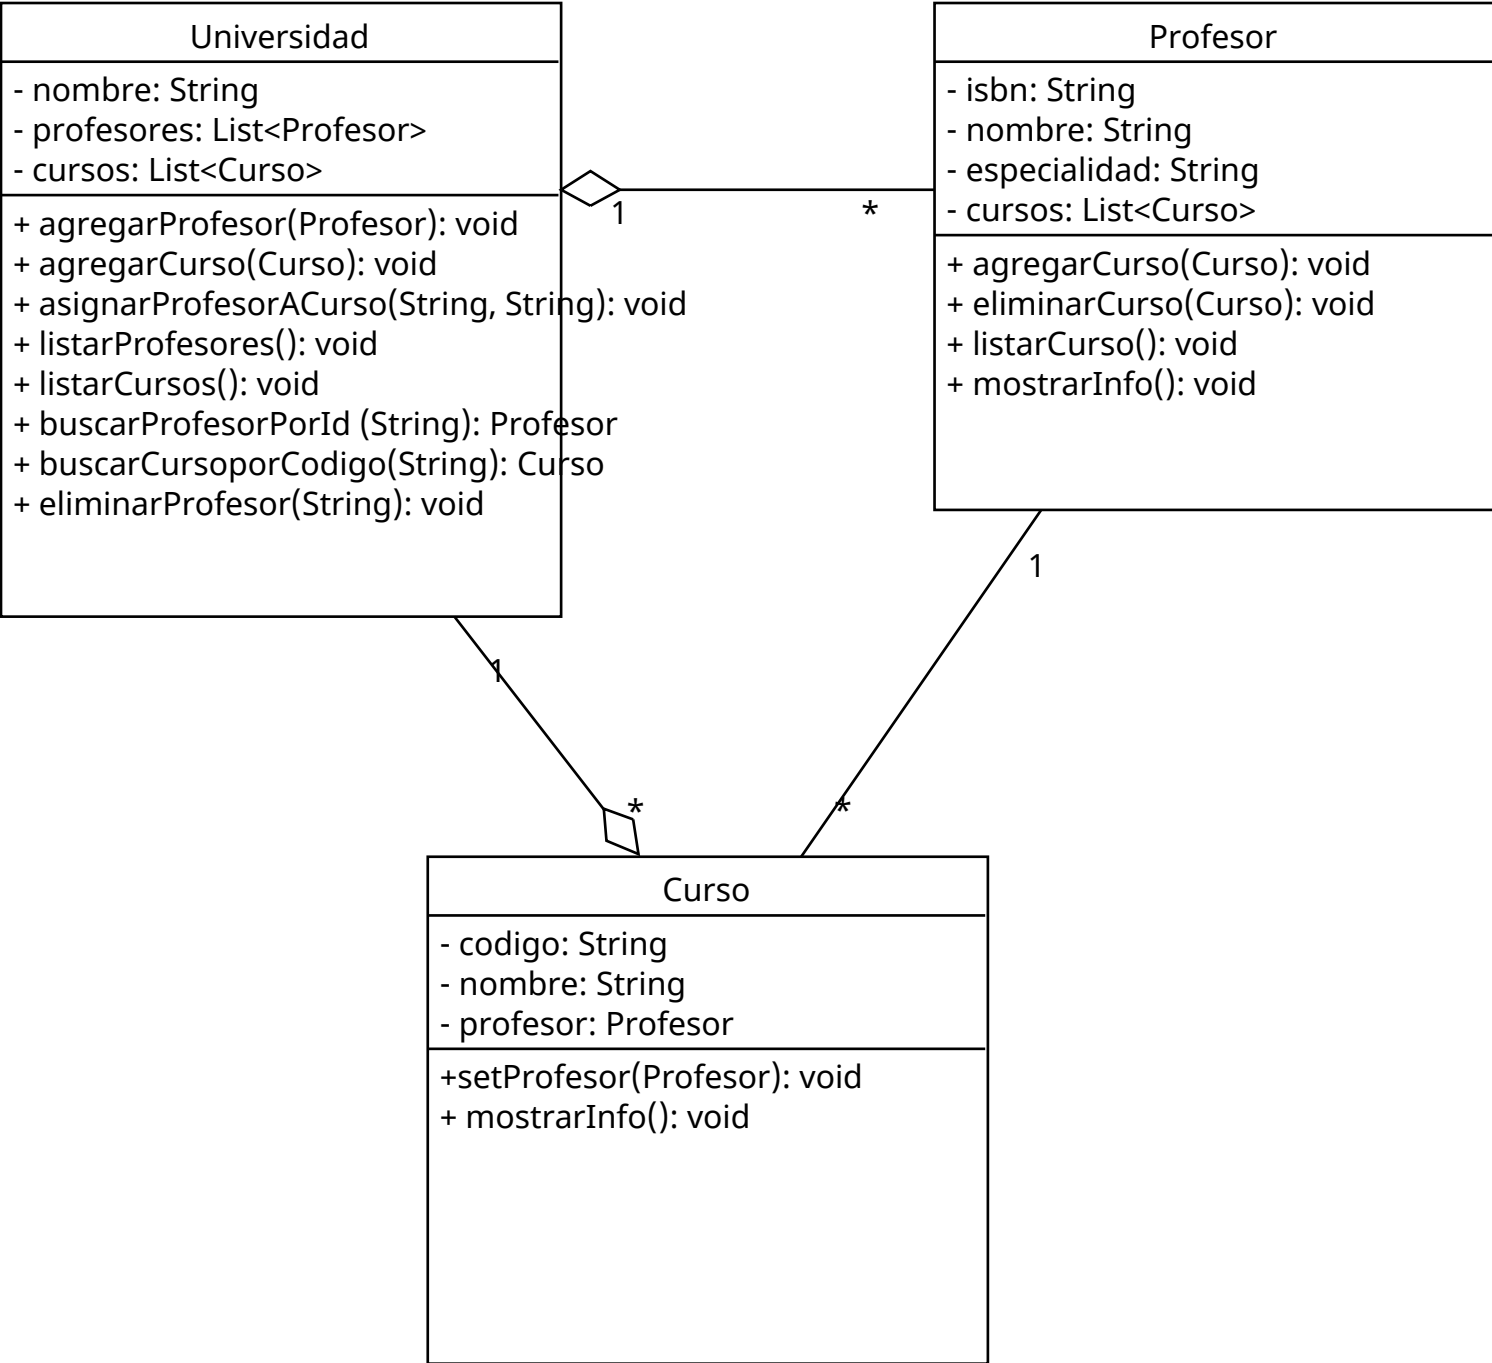 Universidad
- nombre: String
- profesores: List<Profesor>
- cursos: List<Curso>
+ agregarProfesor(Profesor): void
+ agregarCurso(Curso): void
+ asignarProfesorACurso(String, String): void
+ listarProfesores(): void
+ listarCursos(): void
+ buscarProfesorPorId (String): Profesor
+ buscarCursoporCodigo(String): Curso
+ eliminarProfesor(String): void
1
*
Profesor
- isbn: String
- nombre: String
- especialidad: String
- cursos: List<Curso>
+ agregarCurso(Curso): void
+ eliminarCurso(Curso): void
+ listarCurso(): void
+ mostrarInfo(): void
1
1
*
*
Curso
- codigo: String
- nombre: String
- profesor: Profesor
+setProfesor(Profesor): void
+ mostrarInfo(): void